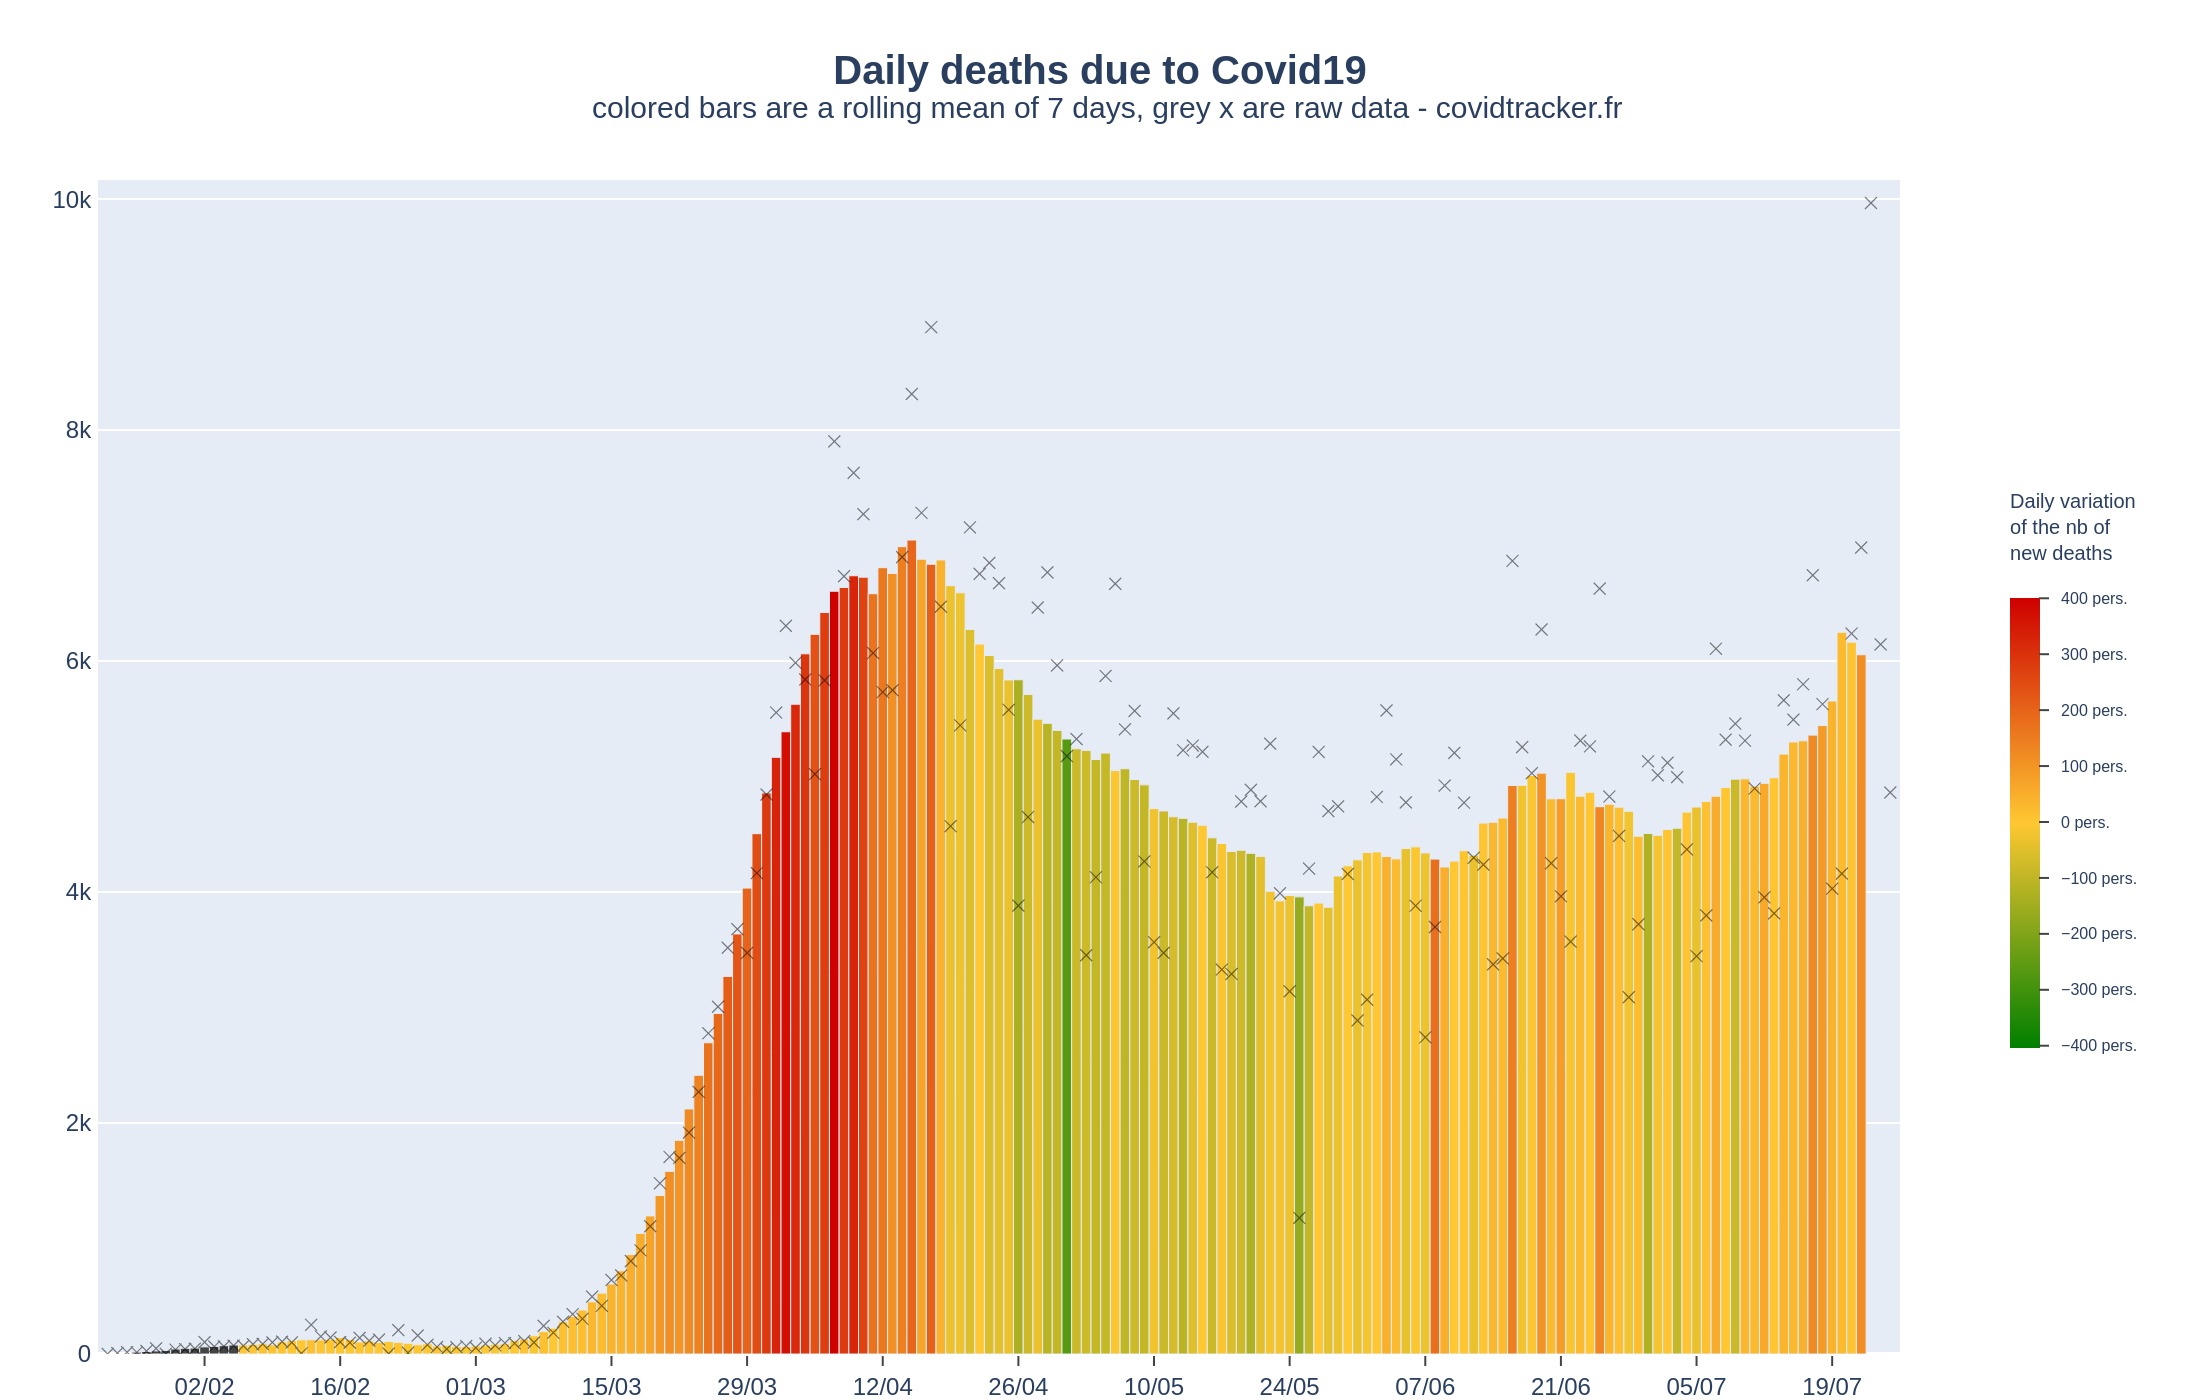 Daily deaths due to Covid19
colored bars are a rolling mean of 7 days, grey x are raw data - covidtracker.fr
10k
8k
6k
4k
2k
0
02/02 16/02 01/03 15/03 29/03 12/04 26/04 10/05 24/05 07/06 21/06 05/07 19/07
Daily variation
of the nb of
new deaths
400 pers.
300 pers.
200 pers.
100 pers.
0 pers.
−100 pers.
−200 pers.
−300 pers.
−400 pers.